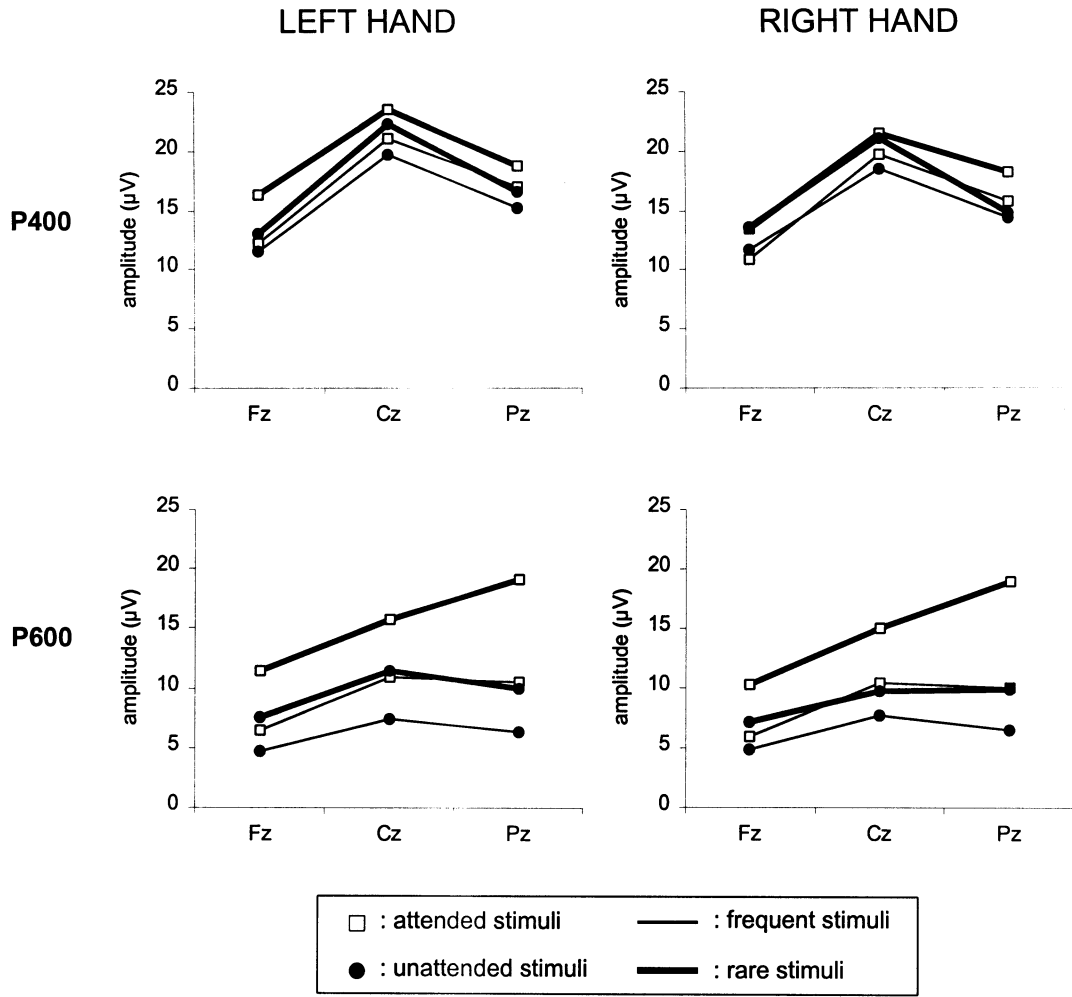 LEFT HAND RIGHT HAND
P400
amplitude (µV)
25
20
15
10
5
0
Fz Cz Pz
amplitude (µV)
25
20
15
10
5
0
Fz Cz Pz
P600
amplitude (µV)
25
20
15
10
5
0
Fz Cz Pz
amplitude (µV)
25
20
15
10
5
0
Fz Cz Pz
: attended stimuli : frequent stimuli
: unattended stimuli : rare stimuli